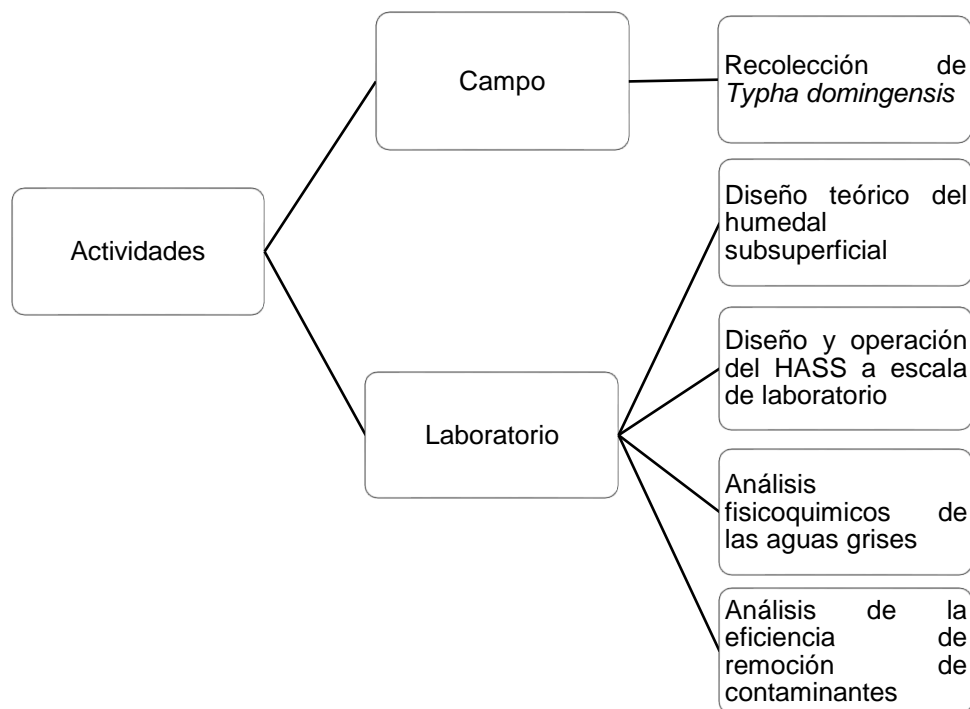 Actividades
Campo
Recolección de
Typha domingensis
Laboratorio
Diseño teórico del
humedal
subsuperficial
Diseño y operación
del HASS a escala
de laboratorio
Análisis
fisicoquimicos de
las aguas grises
Análisis de la
eficiencia de
remoción de
contaminantes